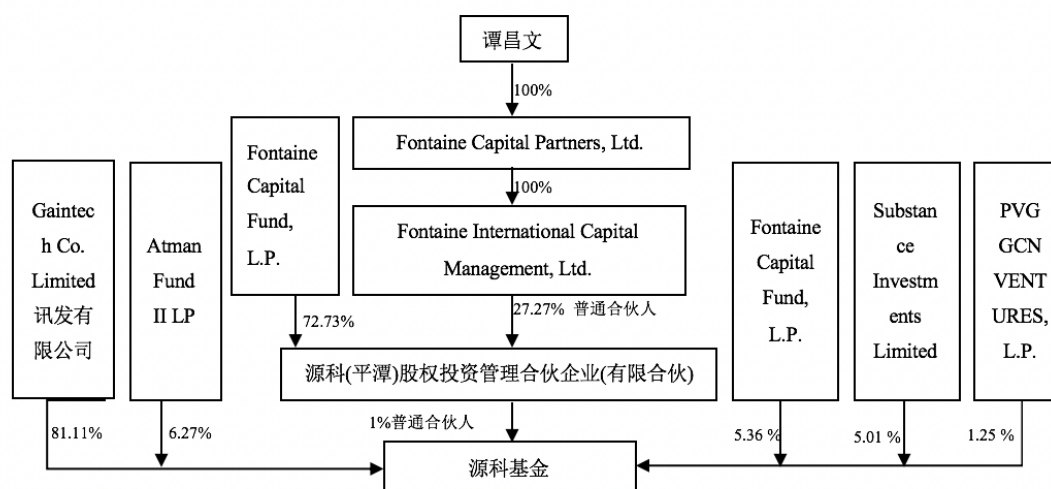 谭昌文
100%
Fontaine Capital Partners, Ltd.
100%
Fontaine
Capital
Fund,
L.P.
Fontaine International Capital
Management, Ltd.
Gaintec
h Co.
Limited
讯发有
限公司
Atman
Fund
II LP
Fontaine
Capital
Fund,
L.P.
Substan
ce
Investm
ents
Limited
PVG
GCN
VENT
URES,
L.P.
72.73%
27.27% 普通合伙人
源科(平潭)股权投资管理合伙企业(有限合伙)
81.11%
6.27%
1%普通合伙人
5.36 %
5.01 %
1.25 %
源科基金